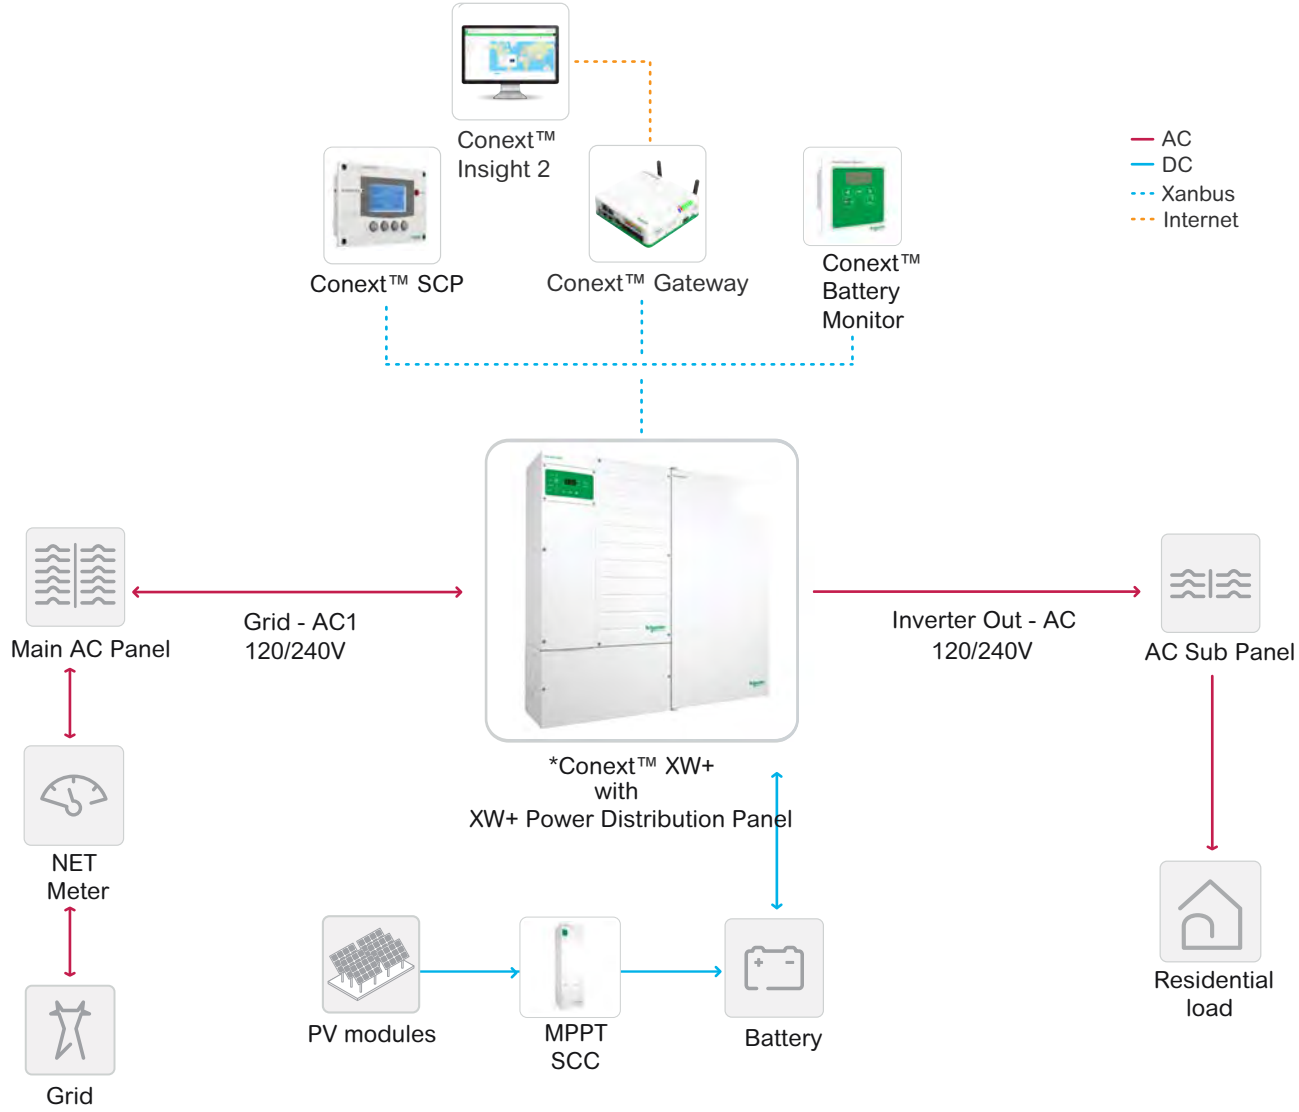 Conext™
Insight 2
AC
DC
Xanbus
Internet
Conext™ SCP
Conext™ Gateway
Conext™
Battery
Monitor
Main AC Panel
Grid - AC1
120/240V
Inverter Out - AC
120/240V
AC Sub Panel
*Conext™ XW+
with
XW+ Power Distribution Panel
NET
Meter
Grid
PV modules
MPPT
SCC
+ -
Battery
Residential
load